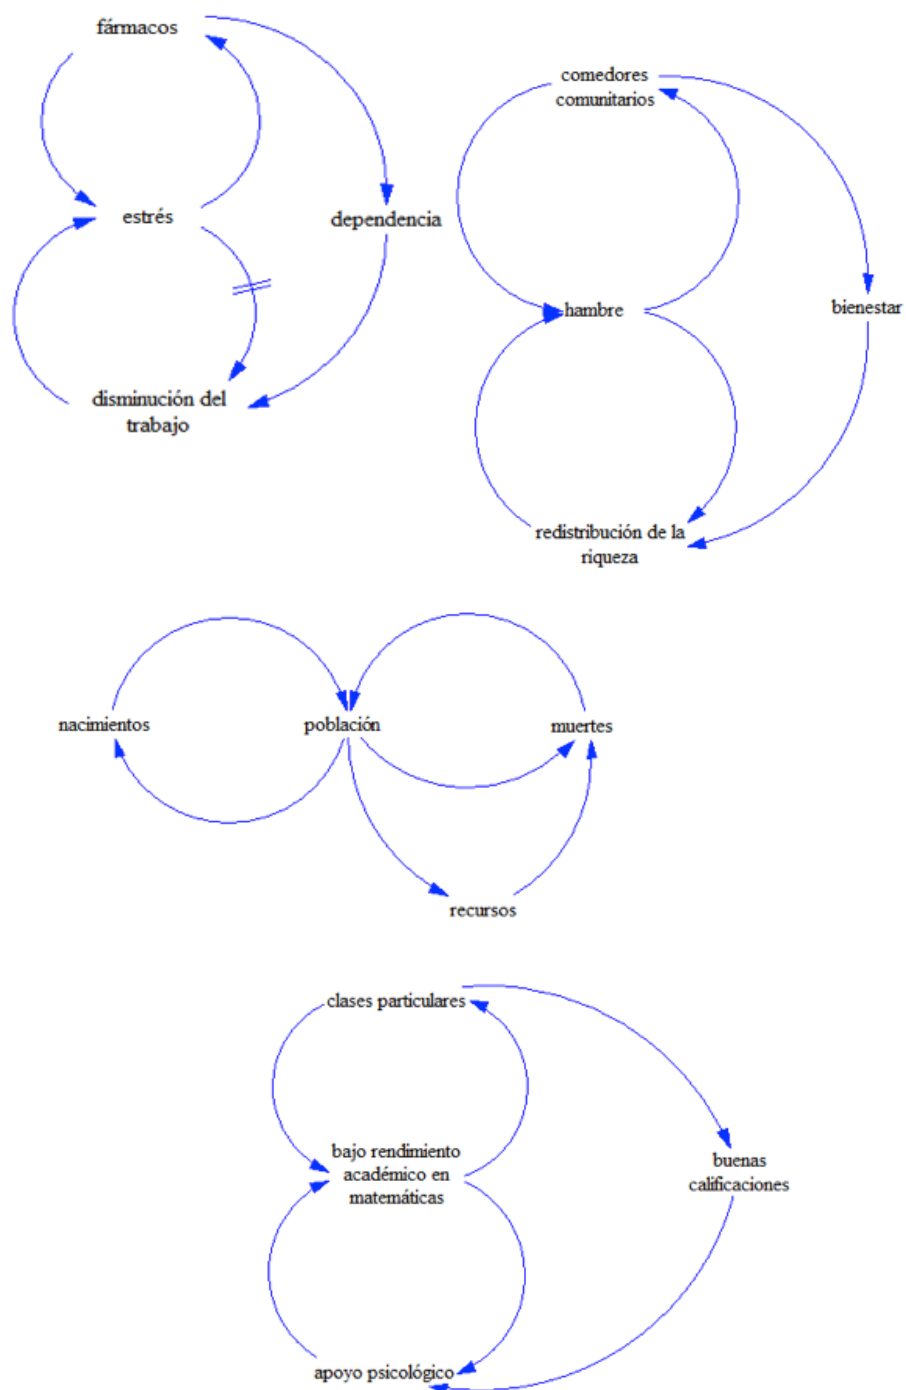 fármacos
estrés
dependencia
disminución del
trabajo
comedores
comunitarios
hambre
bienestar
redistribución de la
riqueza
nacimientos
población
muertes
recursos
clases particulares
bajo rendimiento
académico en
matemáticas
buenas
calificaciones
apoyo psicológico